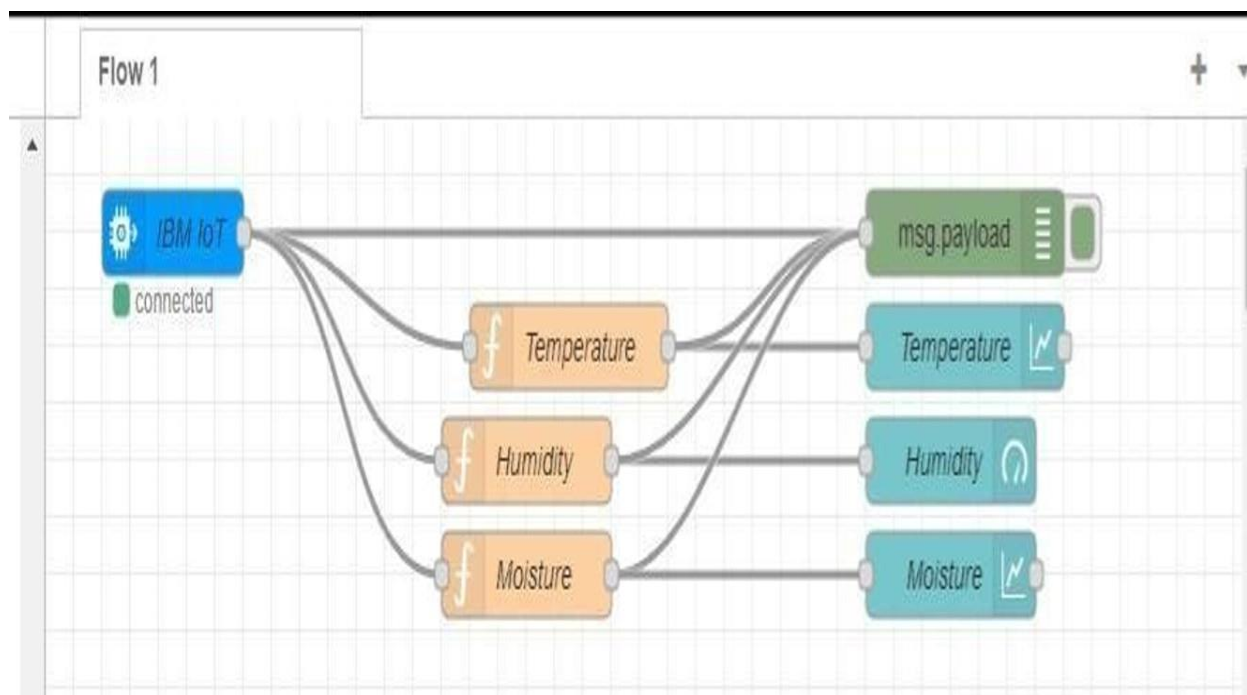 Flow 1
IBM IoT
connected
msg.payload
Temperature
Temperature
Humidity
Humidity
Moisture
Moisture